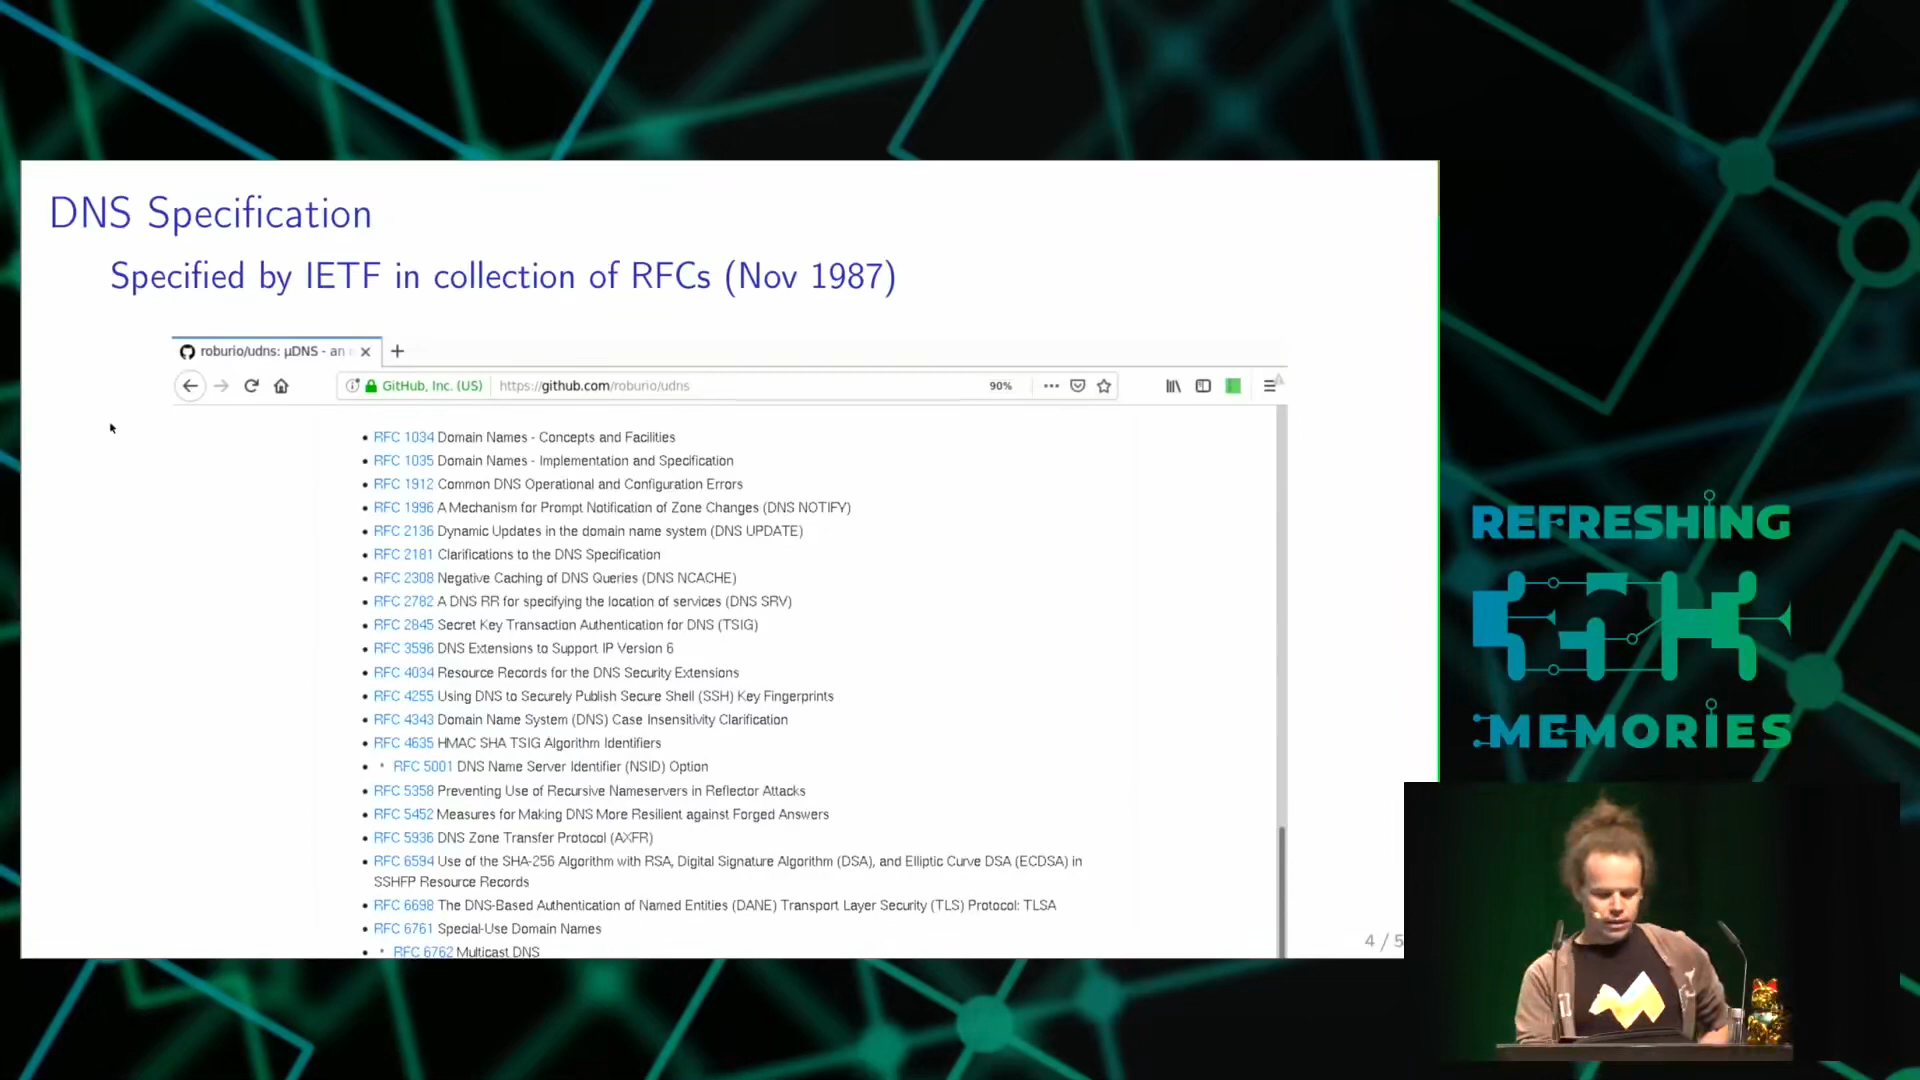 DNS Specification
Specified by IETF in collection of RFCs (Nov 1987)
roburio/udns: µDNS - an
GitHub, Inc. (US) https://github.com/roburio/udns 90%
• RFC 1034 Domain Names - Concepts and Facilities
• RFC 1035 Domain Names - Implementation and Specification
• RFC 1912 Common DNS Operational and Configuration Errors
• RFC 1996 A Mechanism for Prompt Notification of Zone Changes (DNS NOTIFY)
• RFC 2136 Dynamic Updates in the domain name system (DNS UPDATE)
• RFC 2181 Clarifications to the DNS Specification
• RFC 2308 Negative Caching of DNS Queries (DNS NCACHE)
• RFC 2782 A DNS RR for specifying the location of services (DNS SRV)
• RFC 2845 Secret Key Transaction Authentication for DNS (TSIG)
• RFC 3596 DNS Extensions to Support IP Version 6
• RFC 4034 Resource Records for the DNS Security Extensions
• RFC 4255 Using DNS to Securely Publish Secure Shell (SSH) Key Fingerprints
• RFC 4343 Domain Name System (DNS) Case Insensitivity Clarification
• RFC 4635 HMAC SHA TSIG Algorithm Identifiers
• * RFC 5001 DNS Name Server Identifier (NSID) Option
• RFC 5358 Preventing Use of Recursive Nameservers in Reflector Attacks
• RFC 5452 Measures for Making DNS More Resilient against Forged Answers
• RFC 5936 DNS Zone Transfer Protocol (AXFR)
• RFC 6594 Use of the SHA-256 Algorithm with RSA, Digital Signature Algorithm (DSA), and Elliptic Curve DSA (ECDSA) in
SSHFP Resource Records
• RFC 6698 The DNS-Based Authentication of Named Entities (DANE) Transport Layer Security (TLS) Protocol: TLSA
• RFC 6761 Special-Use Domain Names
• * RFC 6762 Multicast DNS
4 / 5
REFRESHING
MEMORIES